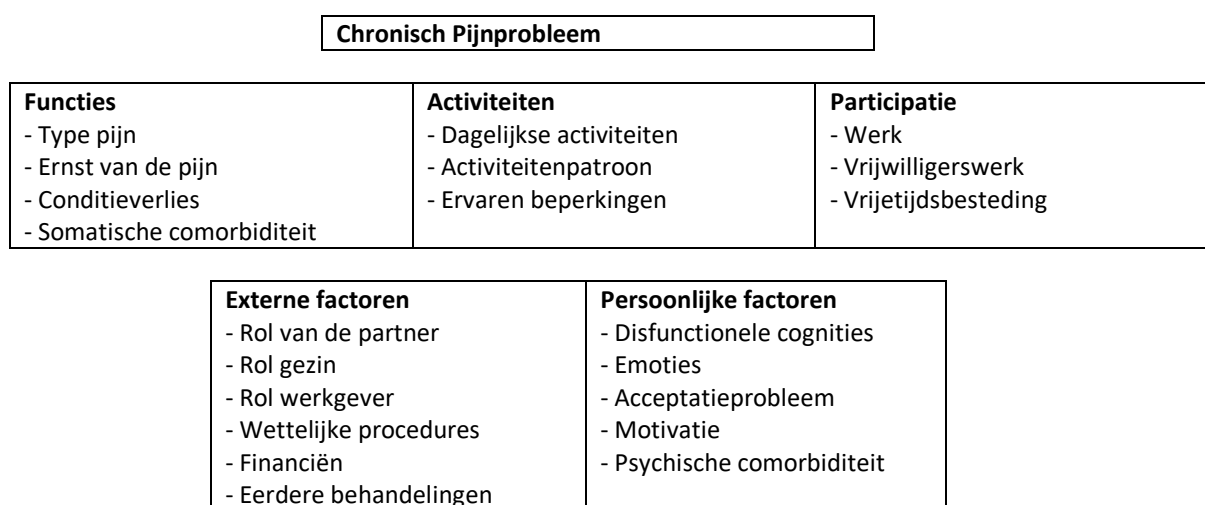 Chronisch Pijnprobleem
Functies
- Type pijn
- Ernst van de pijn
- Conditieverlies
- Somatische comorbiditeit
Activiteiten
- Dagelijkse activiteiten
- Activiteitenpatroon
- Ervaren beperkingen
Participatie
- Werk
- Vrijwilligerswerk
- Vrijetijdsbesteding
Externe factoren
- Rol van de partner
- Rol gezin
- Rol werkgever
- Wettelijke procedures
- Financiën
- Eerdere behandelingen
Persoonlijke factoren
- Disfunctionele cognities
- Emoties
- Acceptatieprobleem
- Motivatie
- Psychische comorbiditeit